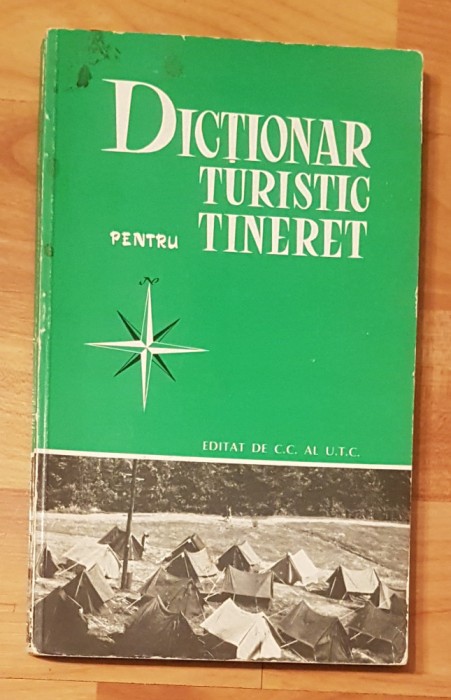 DICȚIONAR
TURISTIC
PENTRU TINERET
N
EDITAT DE C.C. AL U.T.C.